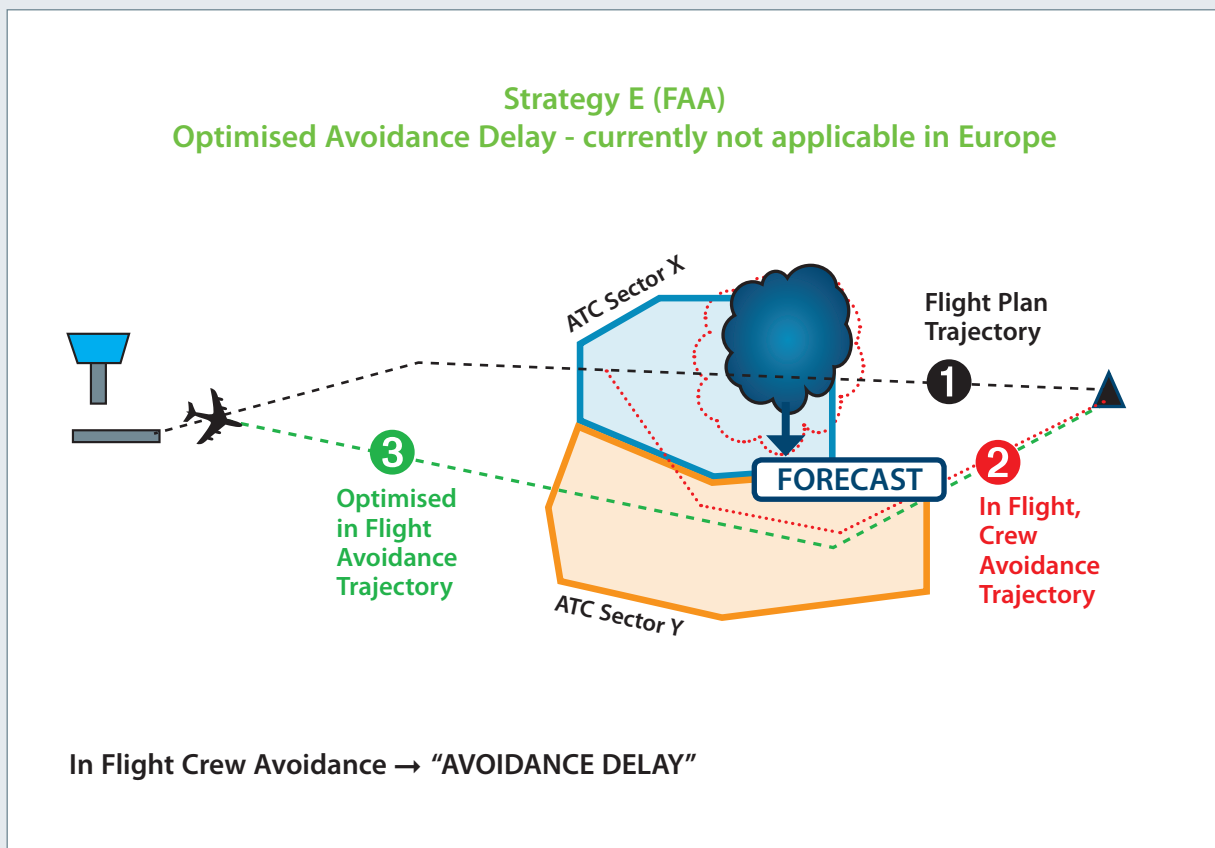 Strategy E (FAA)
Optimised Avoidance Delay - currently not applicable in Europe
ATC Sector X
Flight Plan
Trajectory
1
3
Optimised
in Flight
Avoidance
Trajectory
FORECAST
2
In Flight,
Crew
Avoidance
Trajectory
ATC Sector Y
In Flight Crew Avoidance → “AVOIDANCE DELAY”